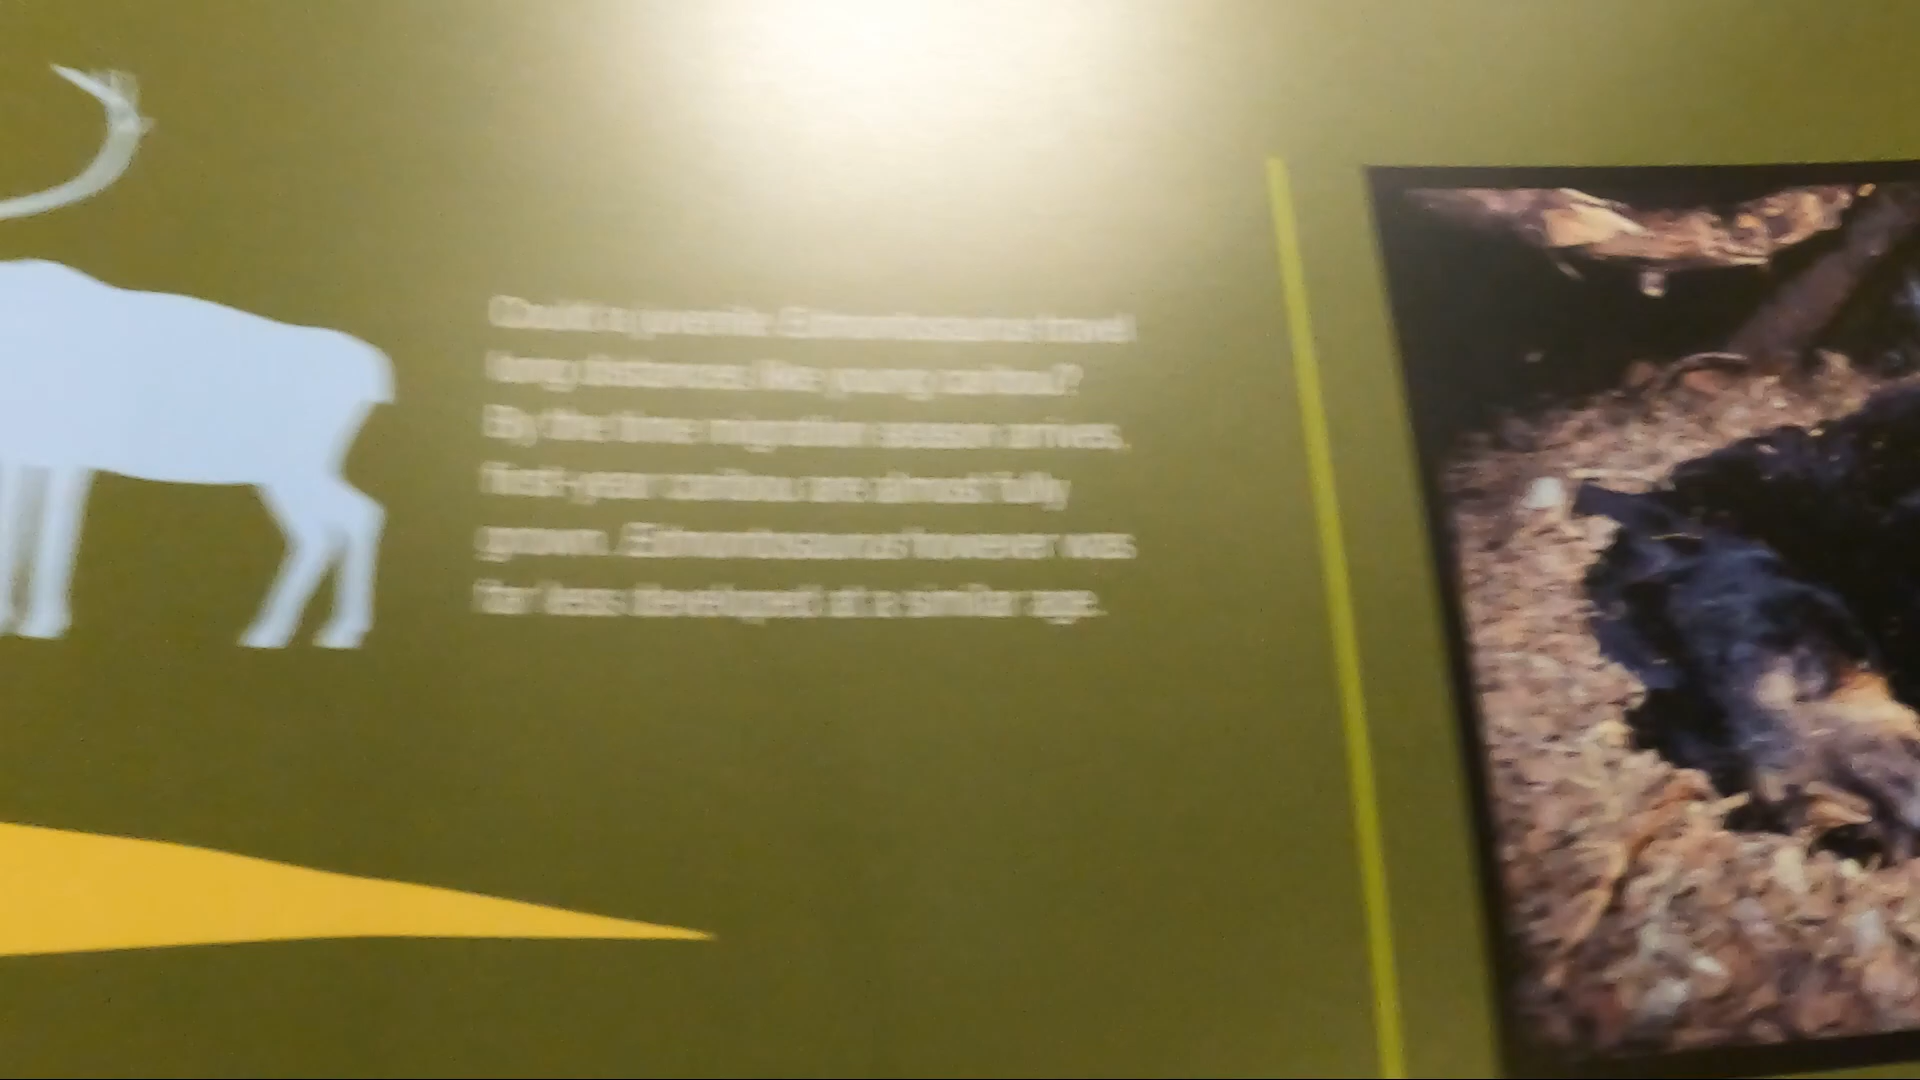 Could a juvenile Edmontosaurus travel
long distances like young caribou?
By the time migration season arrives,
first-year caribou are almost fully
grown. Edmontosaurus however was
far less developed at a similar age.